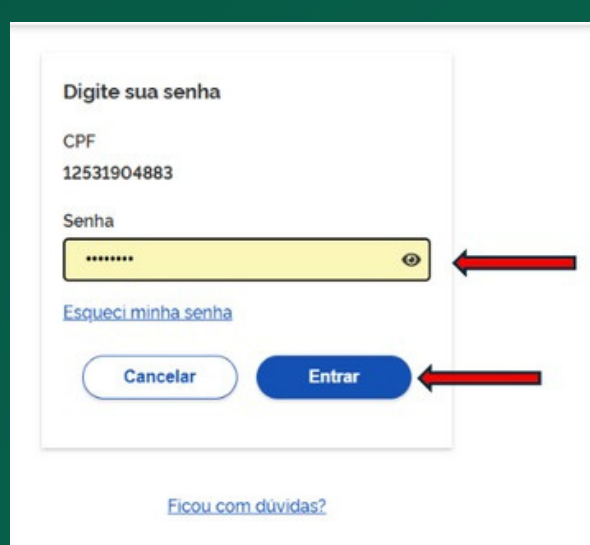 Digite sua senha
CPF
12531904883
Senha
••••••••
Esqueci minha senha
Cancelar Entrar
Ficou com dúvidas?